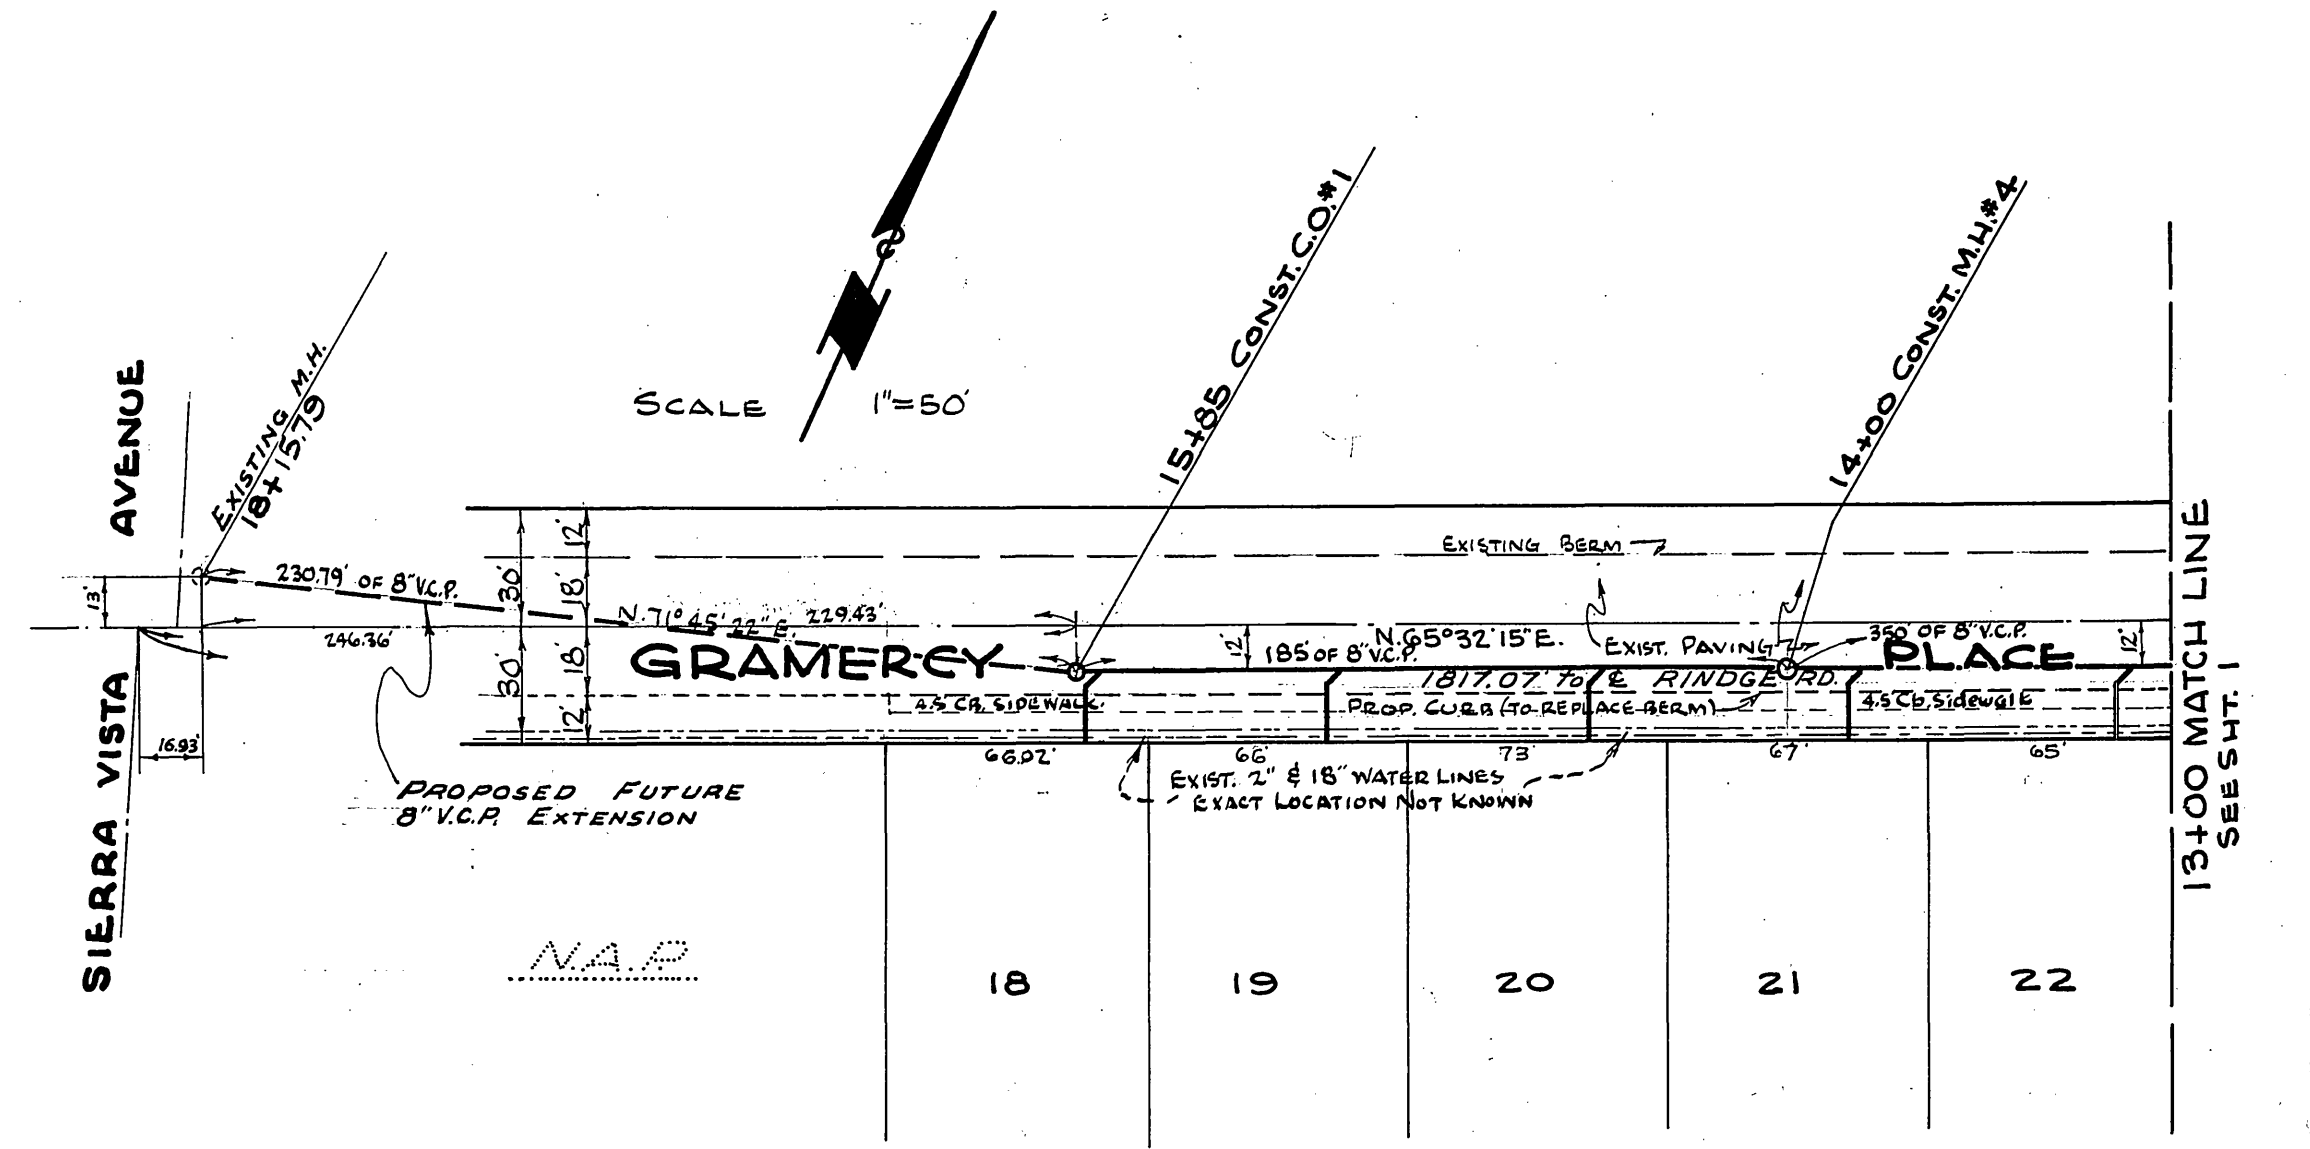 SCALE 1"=50'
AVENUE
SIERRA VISTA
EXISTING M.H.
18+15.79
15+85 CONST. C.O.#1
14+00 CONST. M.H.#4
13+00 MATCH LINE
SEE SHT. 1
EXISTING BERM
12'
18'
30'
18'
12'
30'
13'
230.79' OF 8" V.C.P.
N. 71° 45' 22" E.
229.43'
246.36'
16.93'
GRAMERCY
PLACE
12'
185' OF 8" V.C.P.
N.65°32'15"E.
EXIST. PAVING
350' OF 8" V.C.P.
12'
1817.07' to ℄ RINDGE RD.
4.5 CB. SIDEWALK
PROP. CURB (TO REPLACE BERM)
4.5 Cb. Sidewalk
66.02'
66'
73'
67'
65'
EXIST. 2" & 18" WATER LINES
EXACT LOCATION NOT KNOWN
PROPOSED FUTURE
8" V.C.P. EXTENSION
N.A.P.
18
19
20
21
22